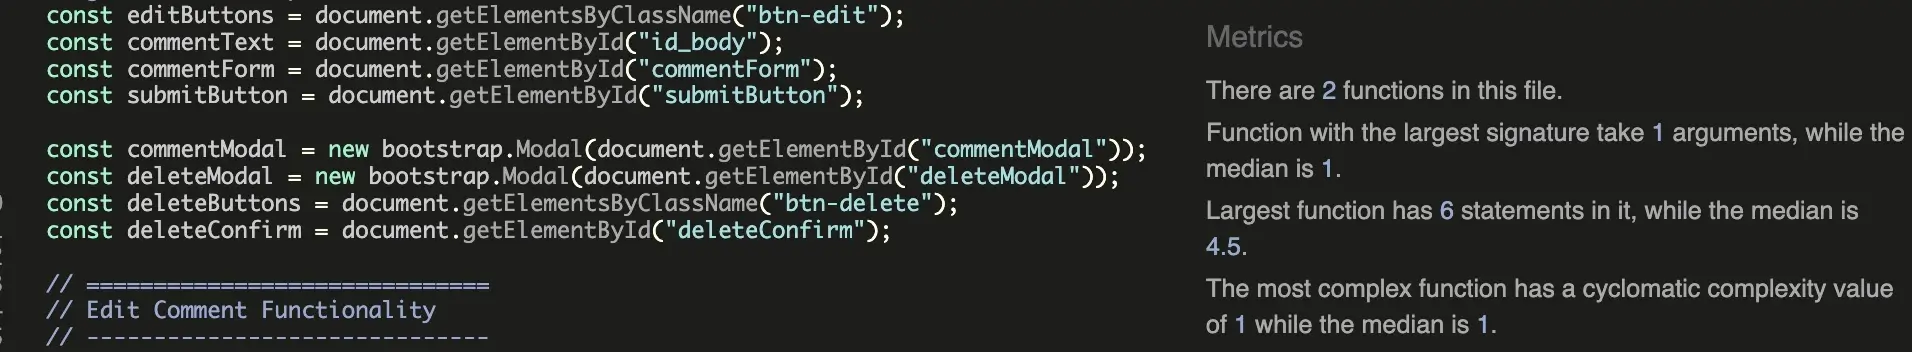 const editButtons = document.getElementsByClassName("btn-edit");
const commentText = document.getElementById("id_body");
const commentForm = document.getElementById("commentForm");
const submitButton = document.getElementById("submitButton");
const commentModal = new bootstrap.Modal(document.getElementById("commentModal"));
const deleteModal = new bootstrap.Modal(document.getElementById("deleteModal"));
const deleteButtons = document.getElementsByClassName("btn-delete");
const deleteConfirm = document.getElementById("deleteConfirm");
// ==============================
// Edit Comment Functionality
// ------------------------------
Metrics
There are 2 functions in this file.
Function with the largest signature take 1 arguments, while the
median is 1.
Largest function has 6 statements in it, while the median is
4.5.
The most complex function has a cyclomatic complexity value
of 1 while the median is 1.